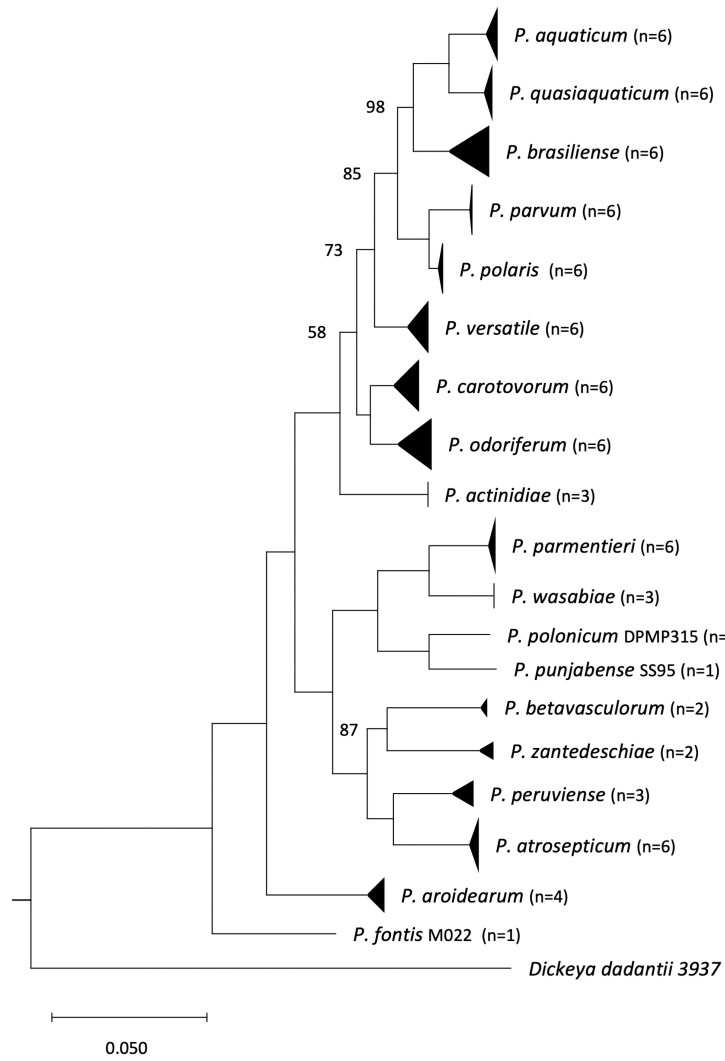 P. aquaticum (n=6)
P. quasiaquaticum (n=6)
98
P. brasiliense (n=6)
85
P. parvum (n=6)
73
P. polaris (n=6)
P. versatile (n=6)
58
P. carotovorum (n=6)
P. odoriferum (n=6)
P. actinidiae (n=3)
P. parmentieri (n=6)
P. wasabiae (n=3)
P. polonicum DPMP315 (n=
P. punjabense SS95 (n=1)
P. betavasculorum (n=2)
87
P. zantedeschiae (n=2)
P. peruviense (n=3)
P. atrosepticum (n=6)
P. aroidearum (n=4)
P. fontis M022 (n=1)
Dickeya dadantii 3937
0.050